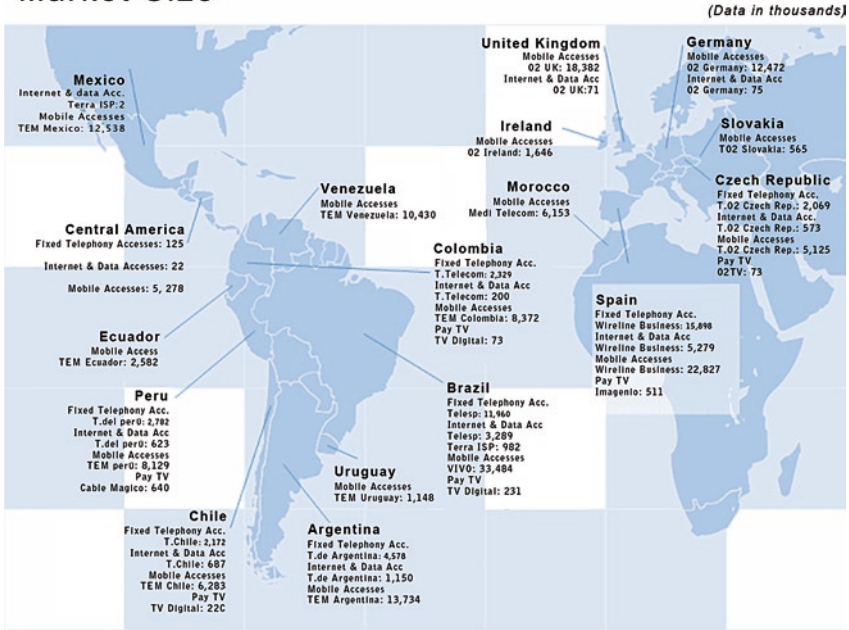 (Data in thousands)
Mexico
Internet & data Acc.
Terra ISP:2
Mobile Accesses
TEM Mexico: 12,538
United Kingdom
Mobile Accesses
O2 UK: 18,382
Internet & Data Acc
O2 UK:71
Germany
Mobile Accesses
O2 Germany: 12,472
Internet & Data Acc
O2 Germany: 75
Ireland
Mobile Accesses
O2 Ireland: 1,646
Slovakia
Mobile Accesses
TO2 Slovakia: 565
Czech Republic
Fixed Telephony Acc.
T.O2 Czech Rep.: 2,069
Internet & Data Acc.
T.O2 Czech Rep.: 573
Mobile Accesses
T.O2 Czech Rep.: 5,125
Pay TV
O2TV: 73
Venezuela
Mobile Accesses
TEM Venezuela: 10,430
Morocco
Mobile Accesses
Medi Telecom: 6,153
Central America
Fixed Telephony Accesses: 125
Internet & Data Accesses: 22
Mobile Accesses: 5, 278
Colombia
Fixed Telephony Acc.
T.Telecom: 2,329
Internet & Data Acc
T.Telecom: 200
Mobile Accesses
TEM Colombia: 8,372
Pay TV
TV Digital: 73
Spain
Fixed Telephony Acc.
Wireline Business: 15,898
Internet & Data Acc
Wireline Business: 5,279
Mobile Accesses
Wireline Business: 22,827
Pay TV
Imagenio: 511
Ecuador
Mobile Access
TEM Ecuador: 2,582
Peru
Fixed Telephony Acc.
T.del perú: 2,782
Internet & Data Acc
T.del perú: 623
Mobile Accesses
TEM perú: 8,129
Pay TV
Cable Magico: 640
Brazil
Fixed Telephony Acc.
Telesp: 11,960
Internet & Data Acc
Telesp: 3,289
Terra ISP: 982
Mobile Accesses
VIVO: 33,484
Pay TV
TV Digital: 231
Uruguay
Mobile Accesses
TEM Uruguay: 1,148
Chile
Fixed Telephony Acc.
T.Chile: 2,172
Internet & Data Acc
T.Chile: 687
Mobile Accesses
TEM Chile: 6,283
Pay TV
TV Digital: 22C
Argentina
Fixed Telephony Acc.
T.de Argentina: 4,578
Internet & Data Acc
T.de Argentina: 1,150
Mobile Accesses
TEM Argentina: 13,734